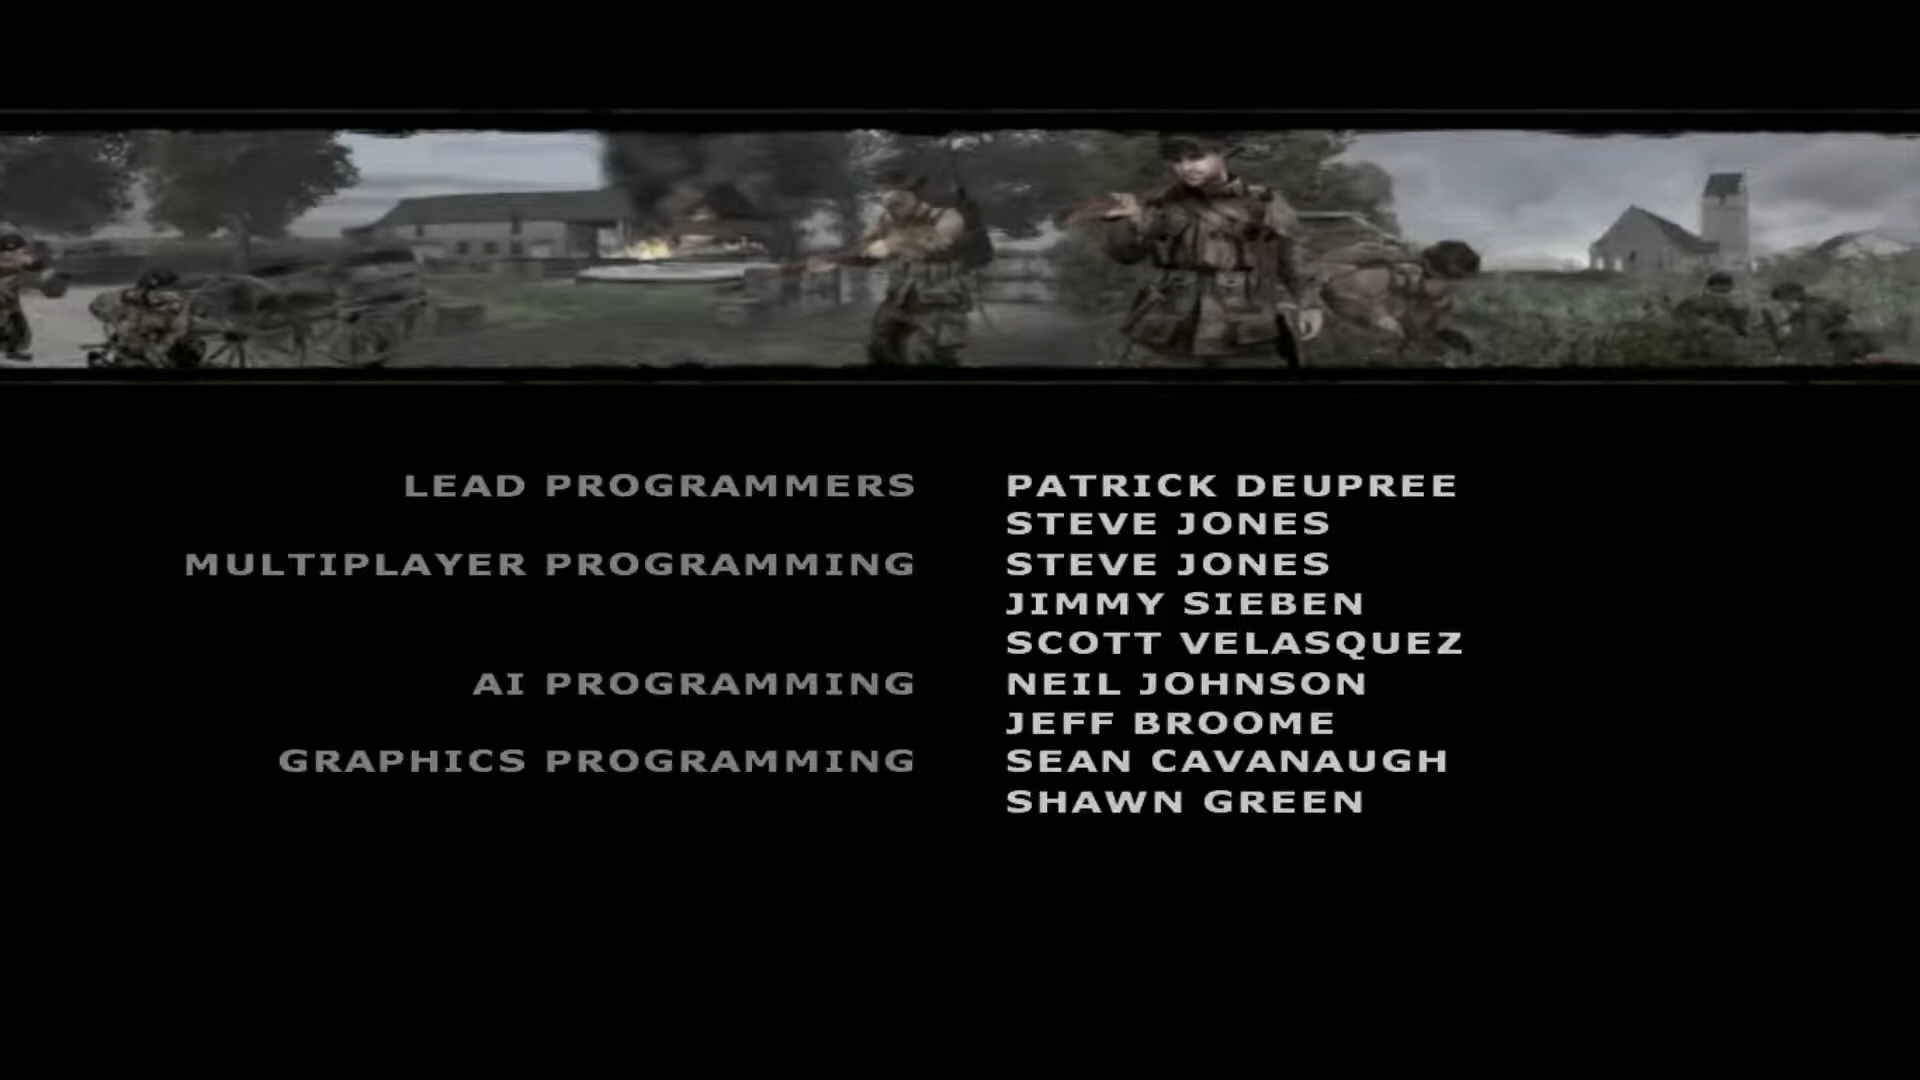 LEAD PROGRAMMERS PATRICK DEUPREE
STEVE JONES
MULTIPLAYER PROGRAMMING STEVE JONES
JIMMY SIEBEN
SCOTT VELASQUEZ
AI PROGRAMMING NEIL JOHNSON
JEFF BROOME
GRAPHICS PROGRAMMING SEAN CAVANAUGH
SHAWN GREEN